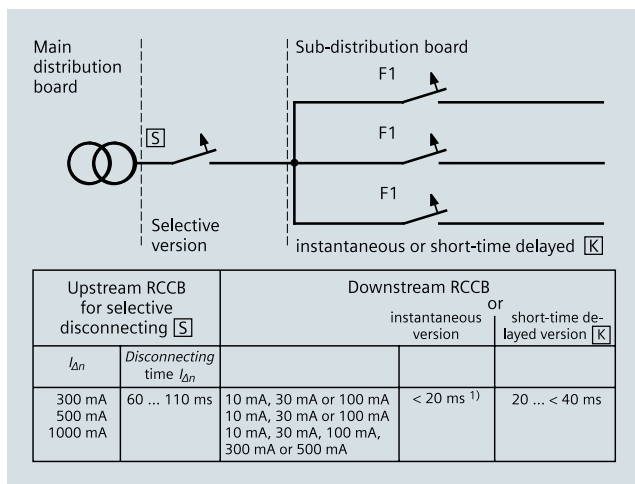 Main
distribution
board
Sub-distribution board
F1
S
F1
F1
Selective
version
instantaneous or short-time delayed K
Upstream RCCB
for selective
disconnecting S
Downstream RCCB
or
instantaneous
version
short-time de-
layed version K
IΔn
Disconnecting
time IΔn
300 mA
500 mA
1000 mA
60 ... 110 ms
10 mA, 30 mA or 100 mA
10 mA, 30 mA or 100 mA
10 mA, 30 mA, 100 mA,
300 mA or 500 mA
< 20 ms 1)
20 ... < 40 ms